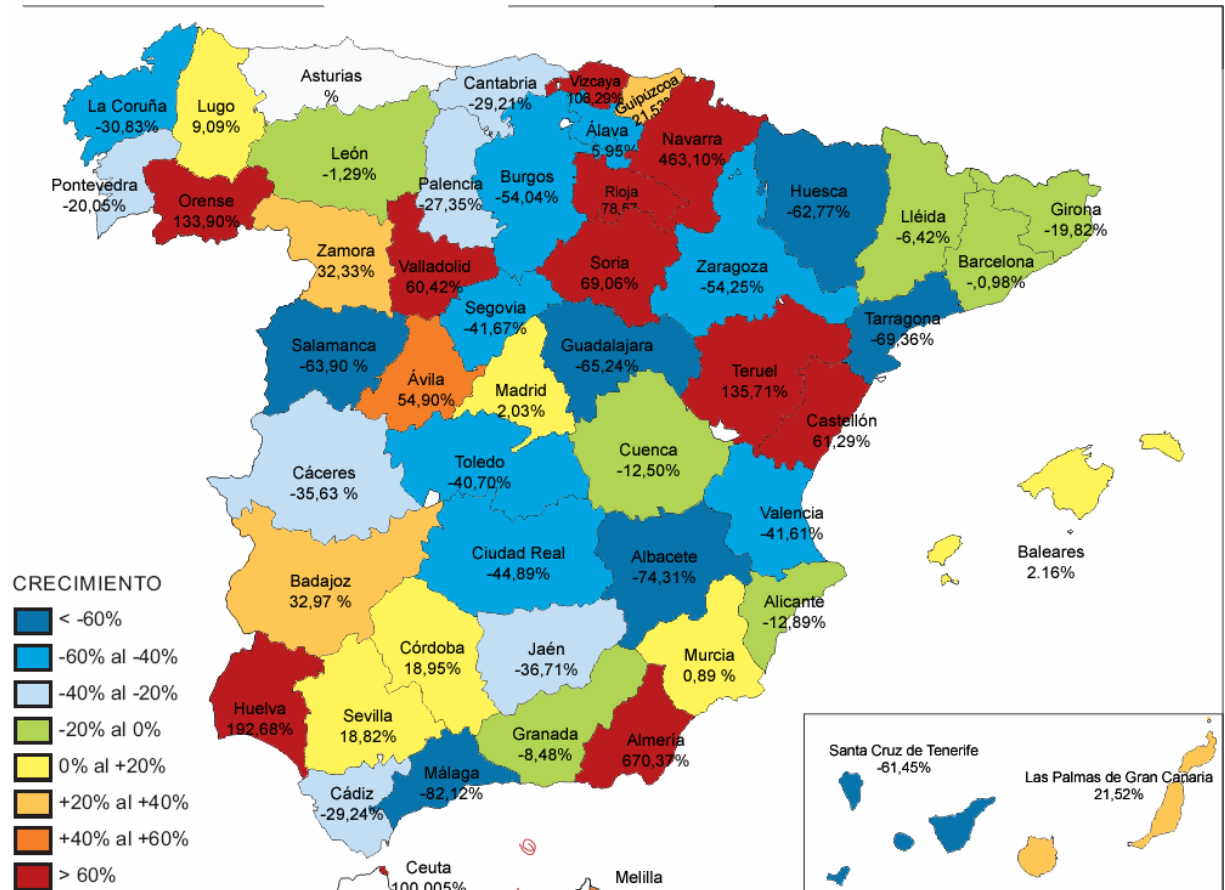 Asturias
%
Cantabria
-29,21%
Vizcaya
106,29%
Guipúzcoa
21,53%
La Coruña
-30,83%
Lugo
9,09%
Álava
5,95%
Navarra
463,10%
León
-1,29%
Palencia
-27,35%
Burgos
-54,04%
Rioja
78,57
Huesca
-62,77%
Pontevedra
-20,05%
Orense
133,90%
Lléida
-6,42%
Girona
-19,82%
Barcelona
-,0,98%
Zamora
32,33%
Valladolid
60,42%
Soria
69,06%
Zaragoza
-54,25%
Segovia
-41,67%
Tarragona
-69,36%
Salamanca
-63,90 %
Ávila
54,90%
Madrid
2,03%
Guadalajara
-65,24%
Teruel
135,71%
Castellón
61,29%
Cáceres
-35,63 %
Toledo
-40,70%
Cuenca
-12,50%
Valencia
-41,61%
Baleares
2.16%
Ciudad Real
-44,89%
Albacete
-74,31%
Badajoz
32,97 %
Alicante
-12,89%
Córdoba
18,95%
Jaén
-36,71%
Murcia
0,89 %
Huelva
192,68%
Sevilla
18,82%
Granada
-8,48%
Almería
670,37%
Málaga
-82,12%
Cádiz
-29,24%
Ceuta
100,005%
Melilla
Santa Cruz de Tenerife
-61,45%
Las Palmas de Gran Canaria
21,52%
CRECIMIENTO
< -60%
-60% al -40%
-40% al -20%
-20% al 0%
0% al +20%
+20% al +40%
+40% al +60%
> 60%